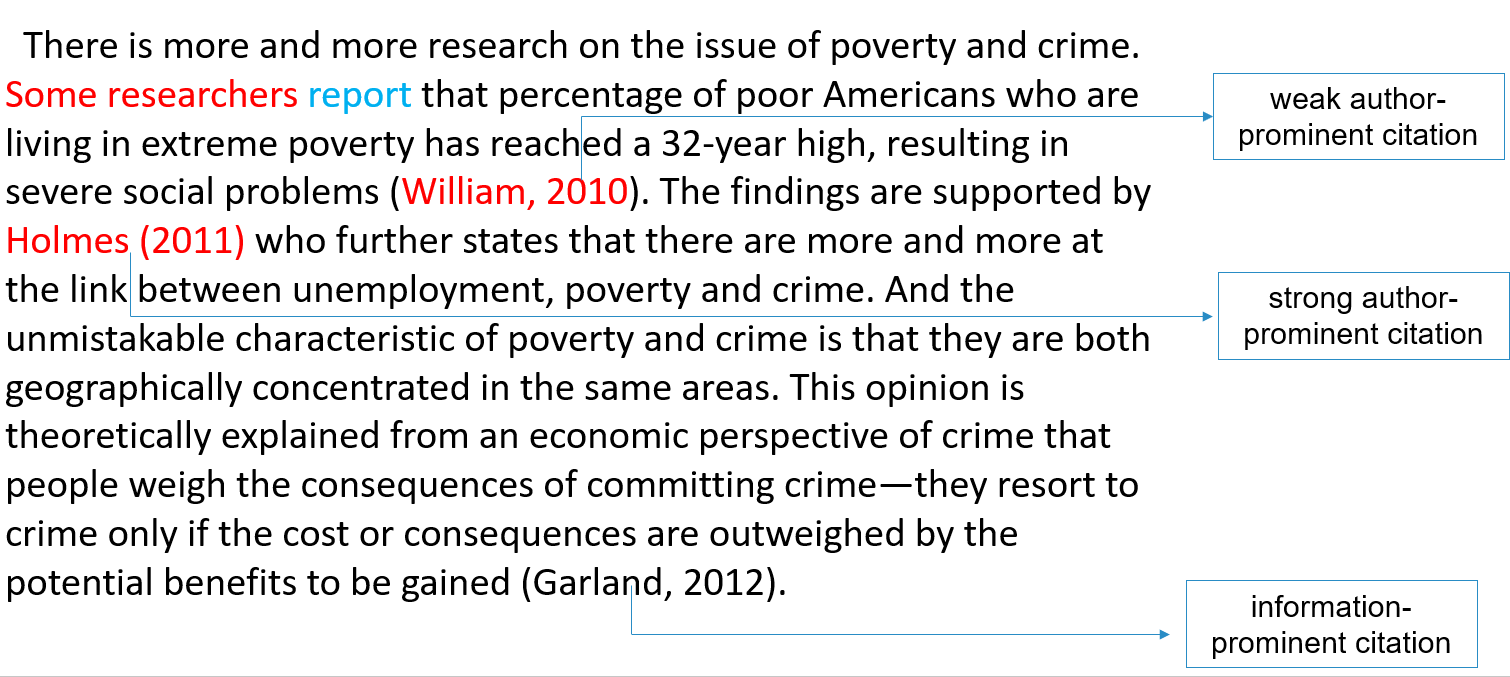 There is more and more research on the issue of poverty and crime.
Some researchers report that percentage of poor Americans who are
living in extreme poverty has reached a 32-year high, resulting in
severe social problems (William, 2010). The findings are supported by
Holmes (2011) who further states that there are more and more at
the link between unemployment, poverty and crime. And the
unmistakable characteristic of poverty and crime is that they are both
geographically concentrated in the same areas. This opinion is
theoretically explained from an economic perspective of crime that
people weigh the consequences of committing crime—they resort to
crime only if the cost or consequences are outweighed by the
potential benefits to be gained (Garland, 2012).
weak author-
prominent citation
strong author-
prominent citation
information-
prominent citation